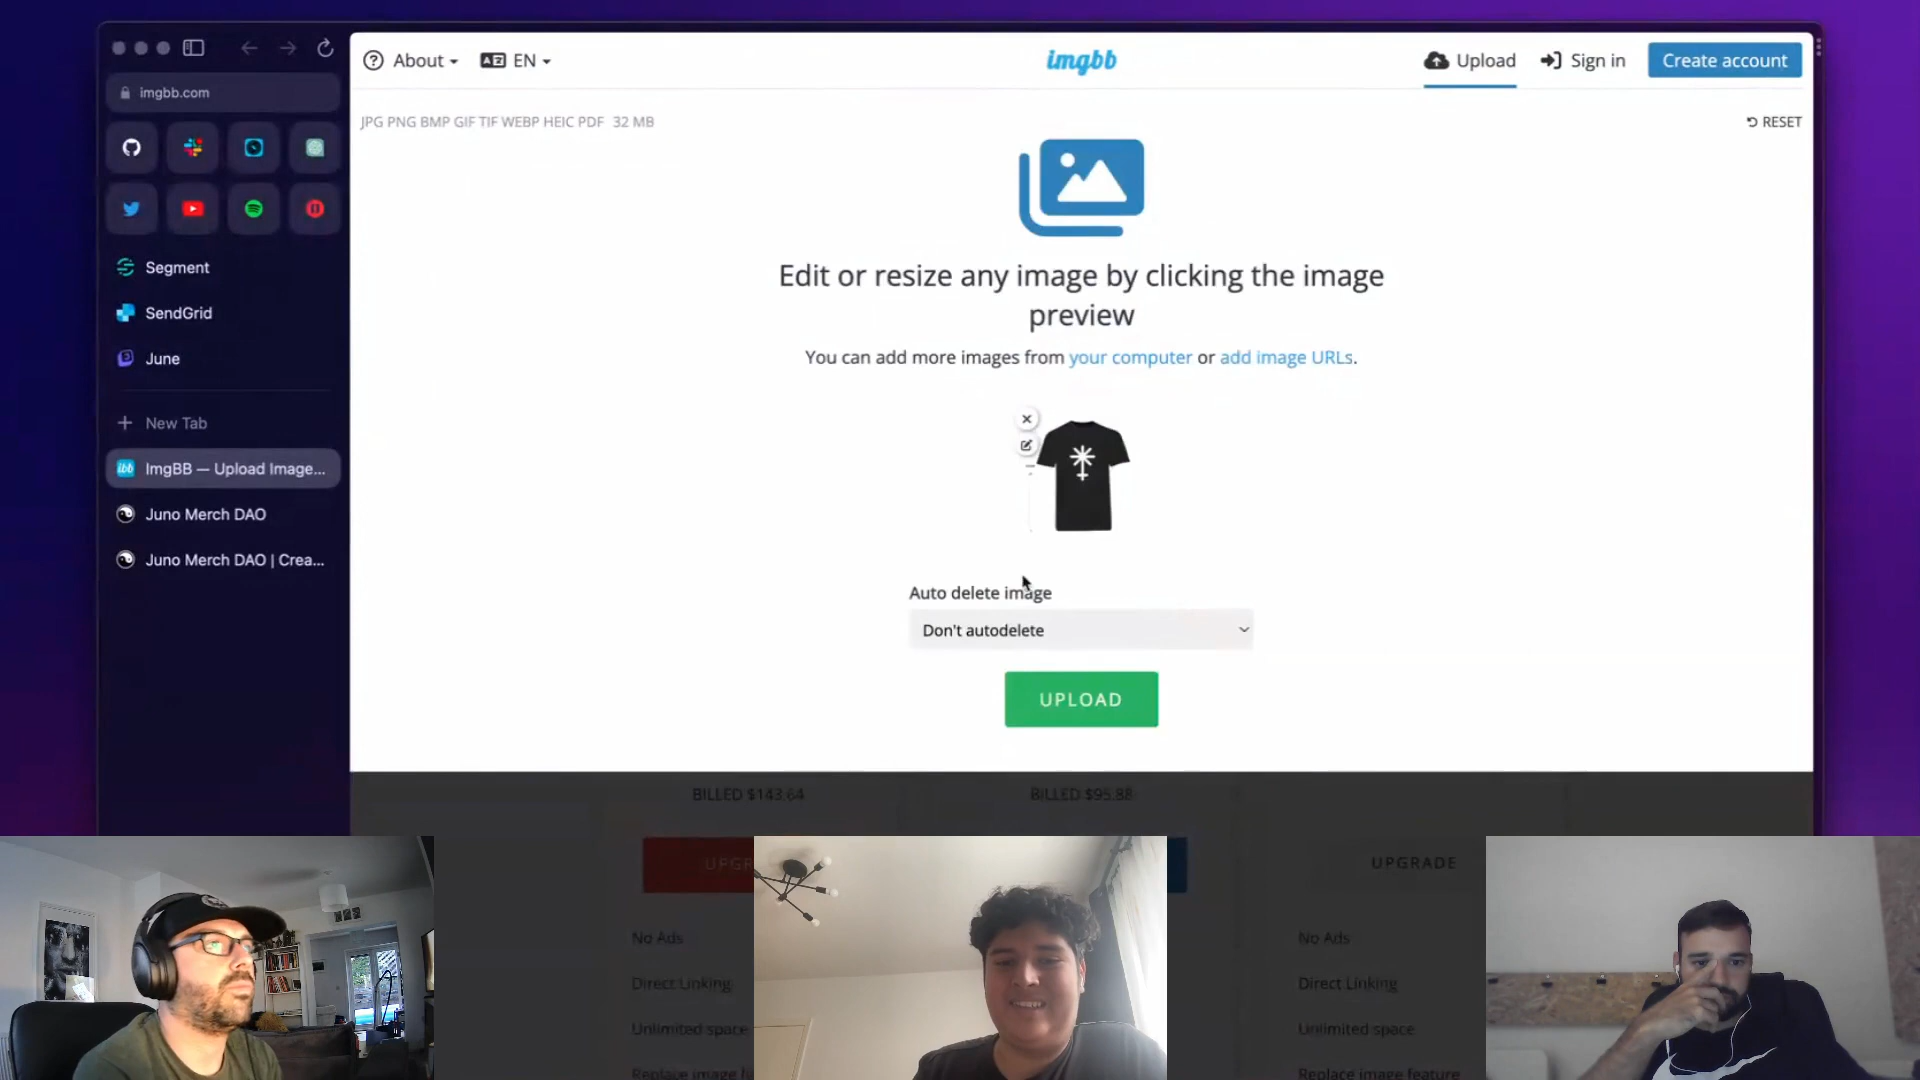 imgbb.com
Segment
SendGrid
June
New Tab
ibb ImgBB — Upload Image...
Juno Merch DAO
Juno Merch DAO | Crea...
About
EN
imgbb
Upload
Sign in
Create account
JPG PNG BMP GIF TIF WEBP HEIC PDF 32 MB
RESET
Edit or resize any image by clicking the image
preview
You can add more images from your computer or add image URLs.
Auto delete image
Don't autodelete
UPLOAD
BILLED $143.64
BILLED $95.88
UPGR
UPGRADE
No Ads
No Ads
Direct Linking
Direct Linking
Unlimited space
Unlimited space
Replace image
Replace image feature